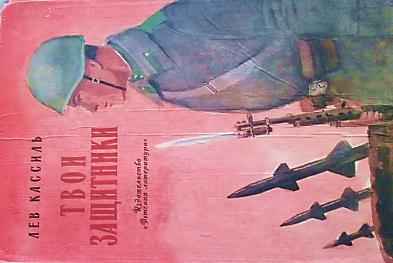 ЛЕВ КАССИЛЬ
ТВОИ
ЗАЩИТНИКИ
Издательство
«Детская литература»